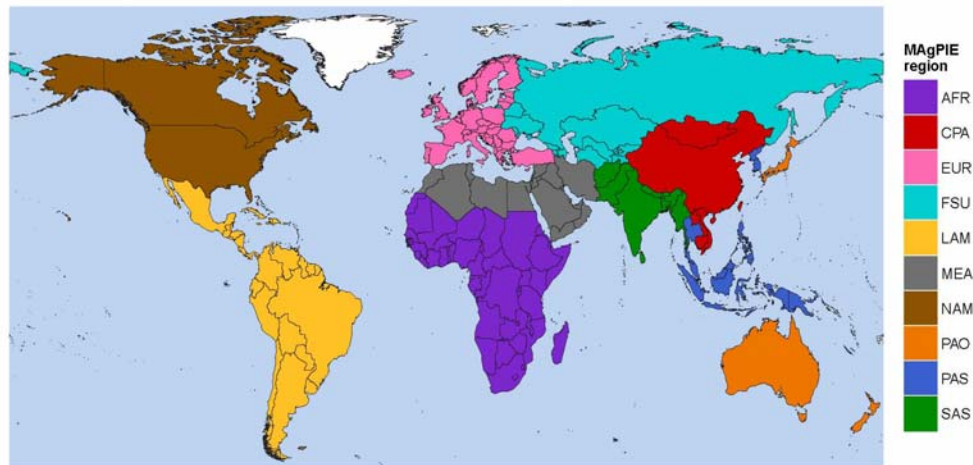 MAgPIE
region
AFR
CPA
EUR
FSU
LAM
MEA
NAM
PAO
PAS
SAS